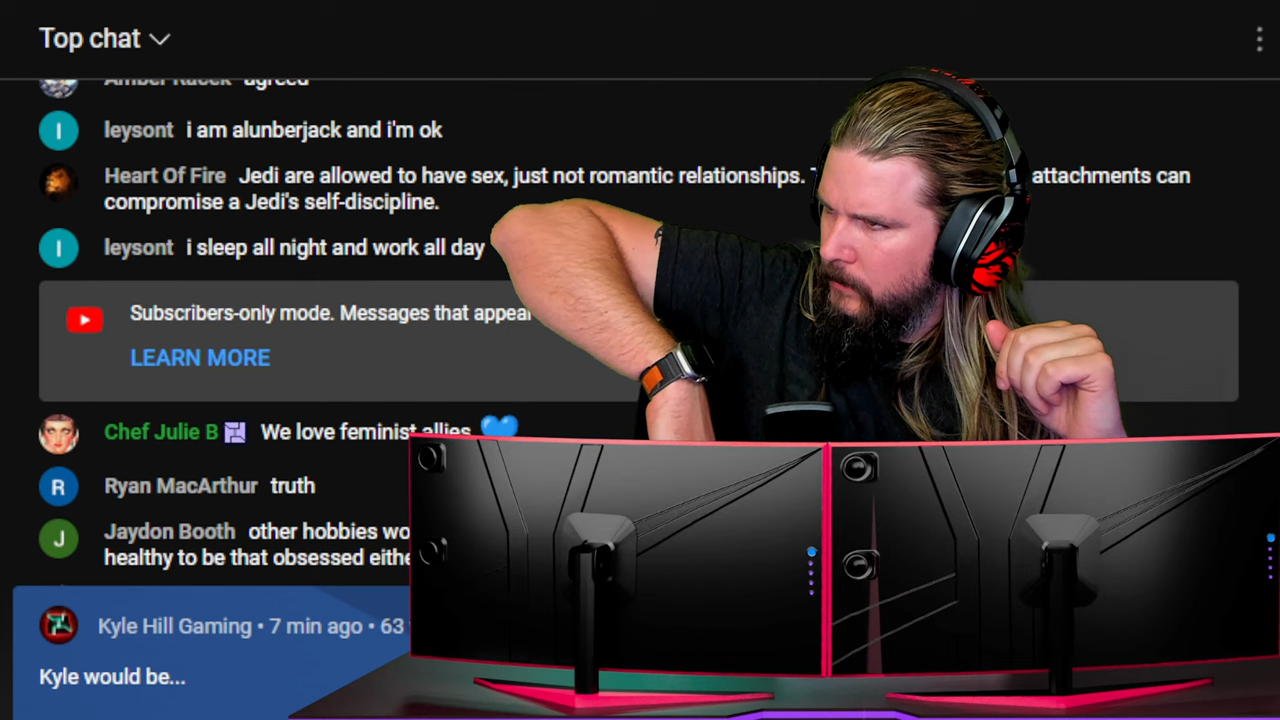 Top chat
Amber Racek agreed
I leysont i am alunberjack and i'm ok
Heart Of Fire Jedi are allowed to have sex, just not romantic relationships. attachments can
compromise a Jedi's self-discipline.
I leysont i sleep all night and work all day
Subscribers-only mode. Messages that appear
LEARN MORE
Chef Julie B We love feminist allies
R Ryan MacArthur truth
J Jaydon Booth other hobbies wo
healthy to be that obsessed eithe
Kyle Hill Gaming • 7 min ago • 63
Kyle would be...